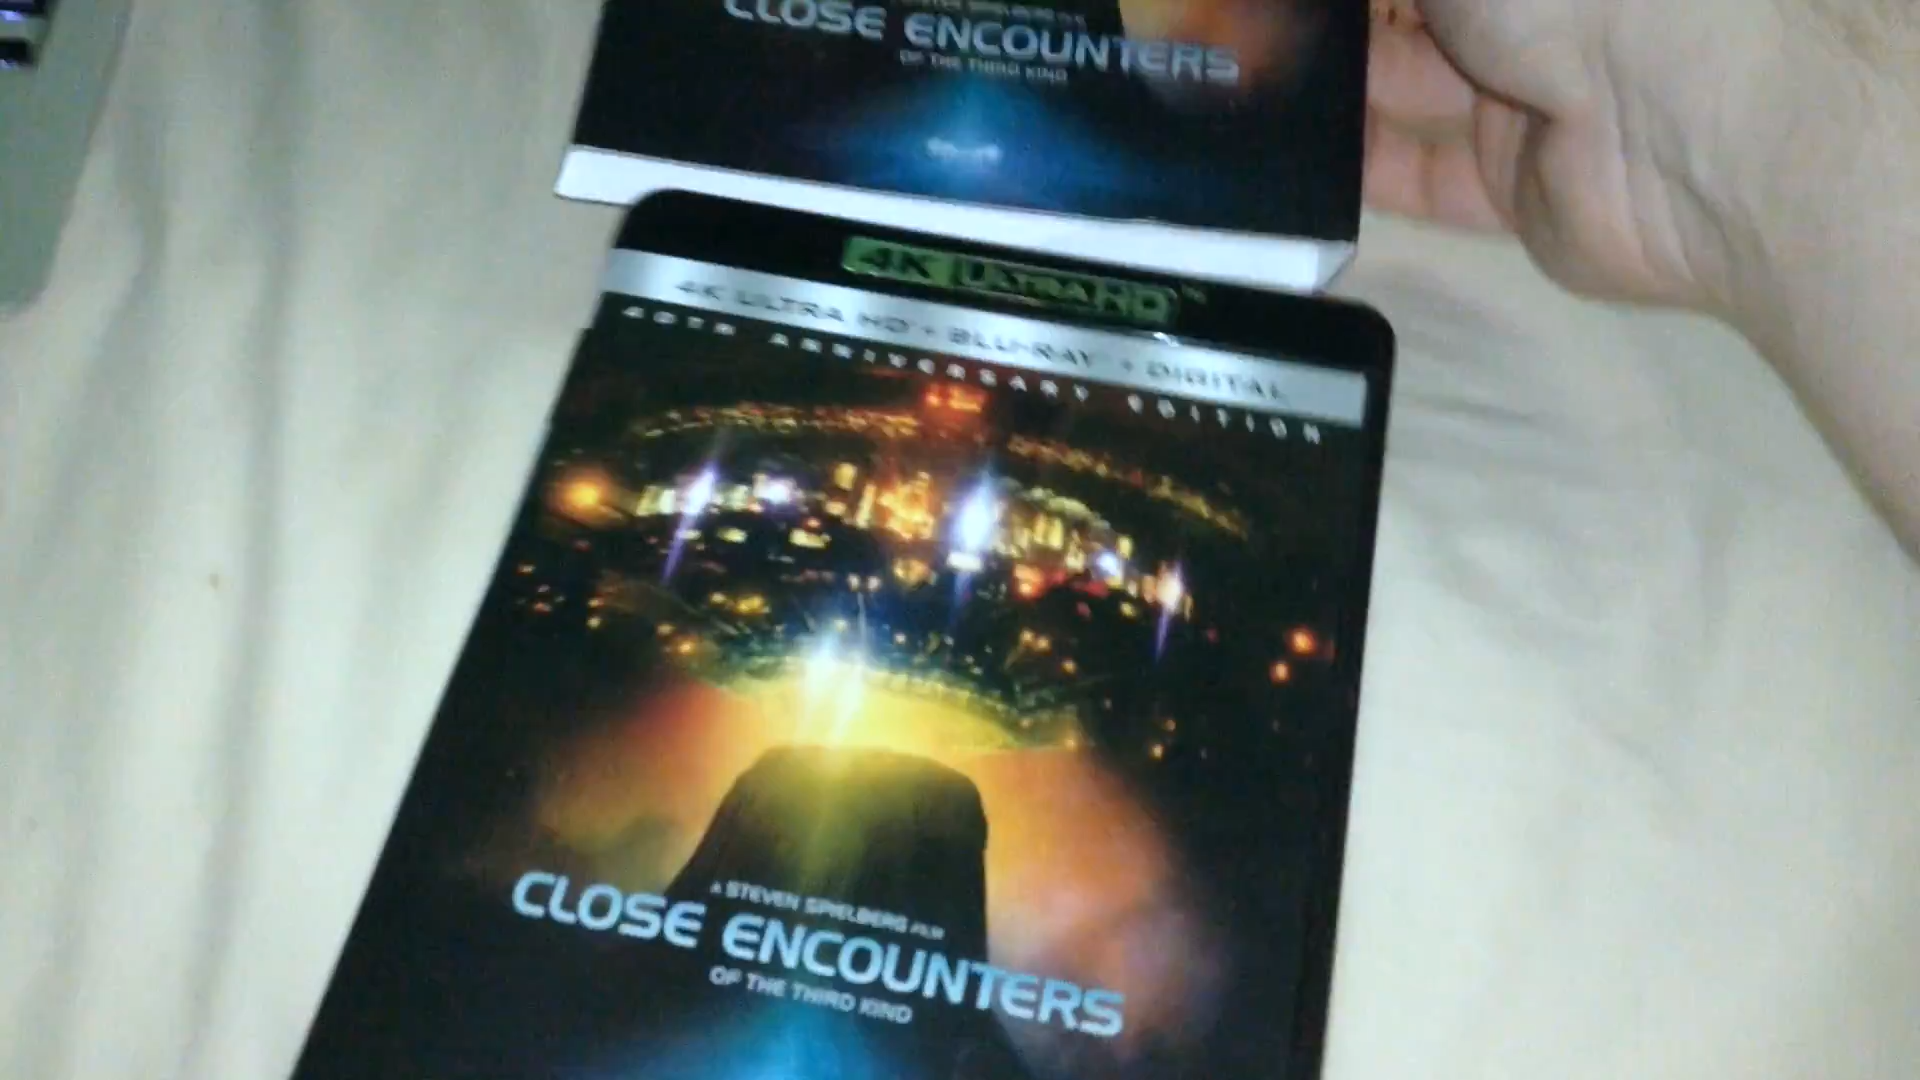 CLOSE ENCOUNTERS
OF THE THIRD KIND
4K ULTRA HD™
4K ULTRA HD + BLU-RAY + DIGITAL
40TH ANNIVERSARY EDITION
A STEVEN SPIELBERG FILM
CLOSE ENCOUNTERS
OF THE THIRD KIND